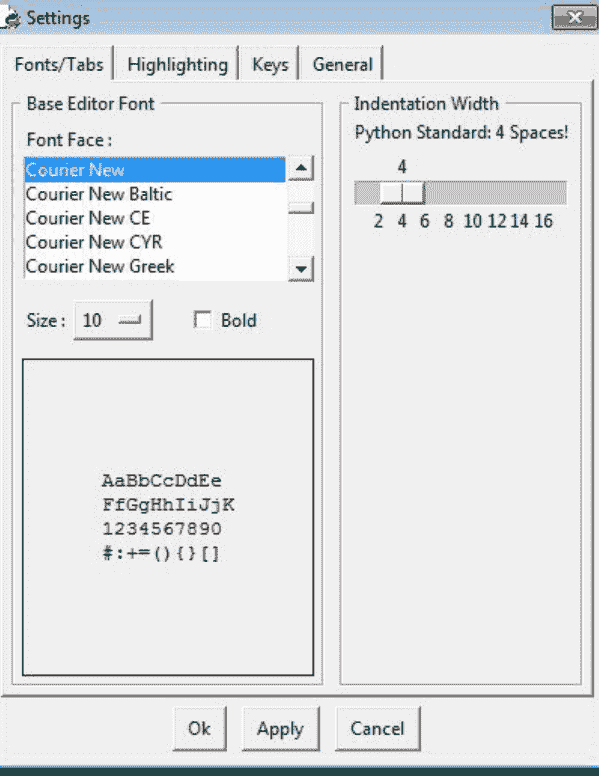 Settings
Fonts/Tabs Highlighting Keys General
Base Editor Font
Font Face :
Courier New
Courier New Baltic
Courier New CE
Courier New CYR
Courier New Greek
Size : 10 Bold
AaBbCcDdEe
FfGgHhIiJjK
1234567890
#:+=(){}[]
Indentation Width
Python Standard: 4 Spaces!
4
2 4 6 8 10 12 14 16
Ok Apply Cancel